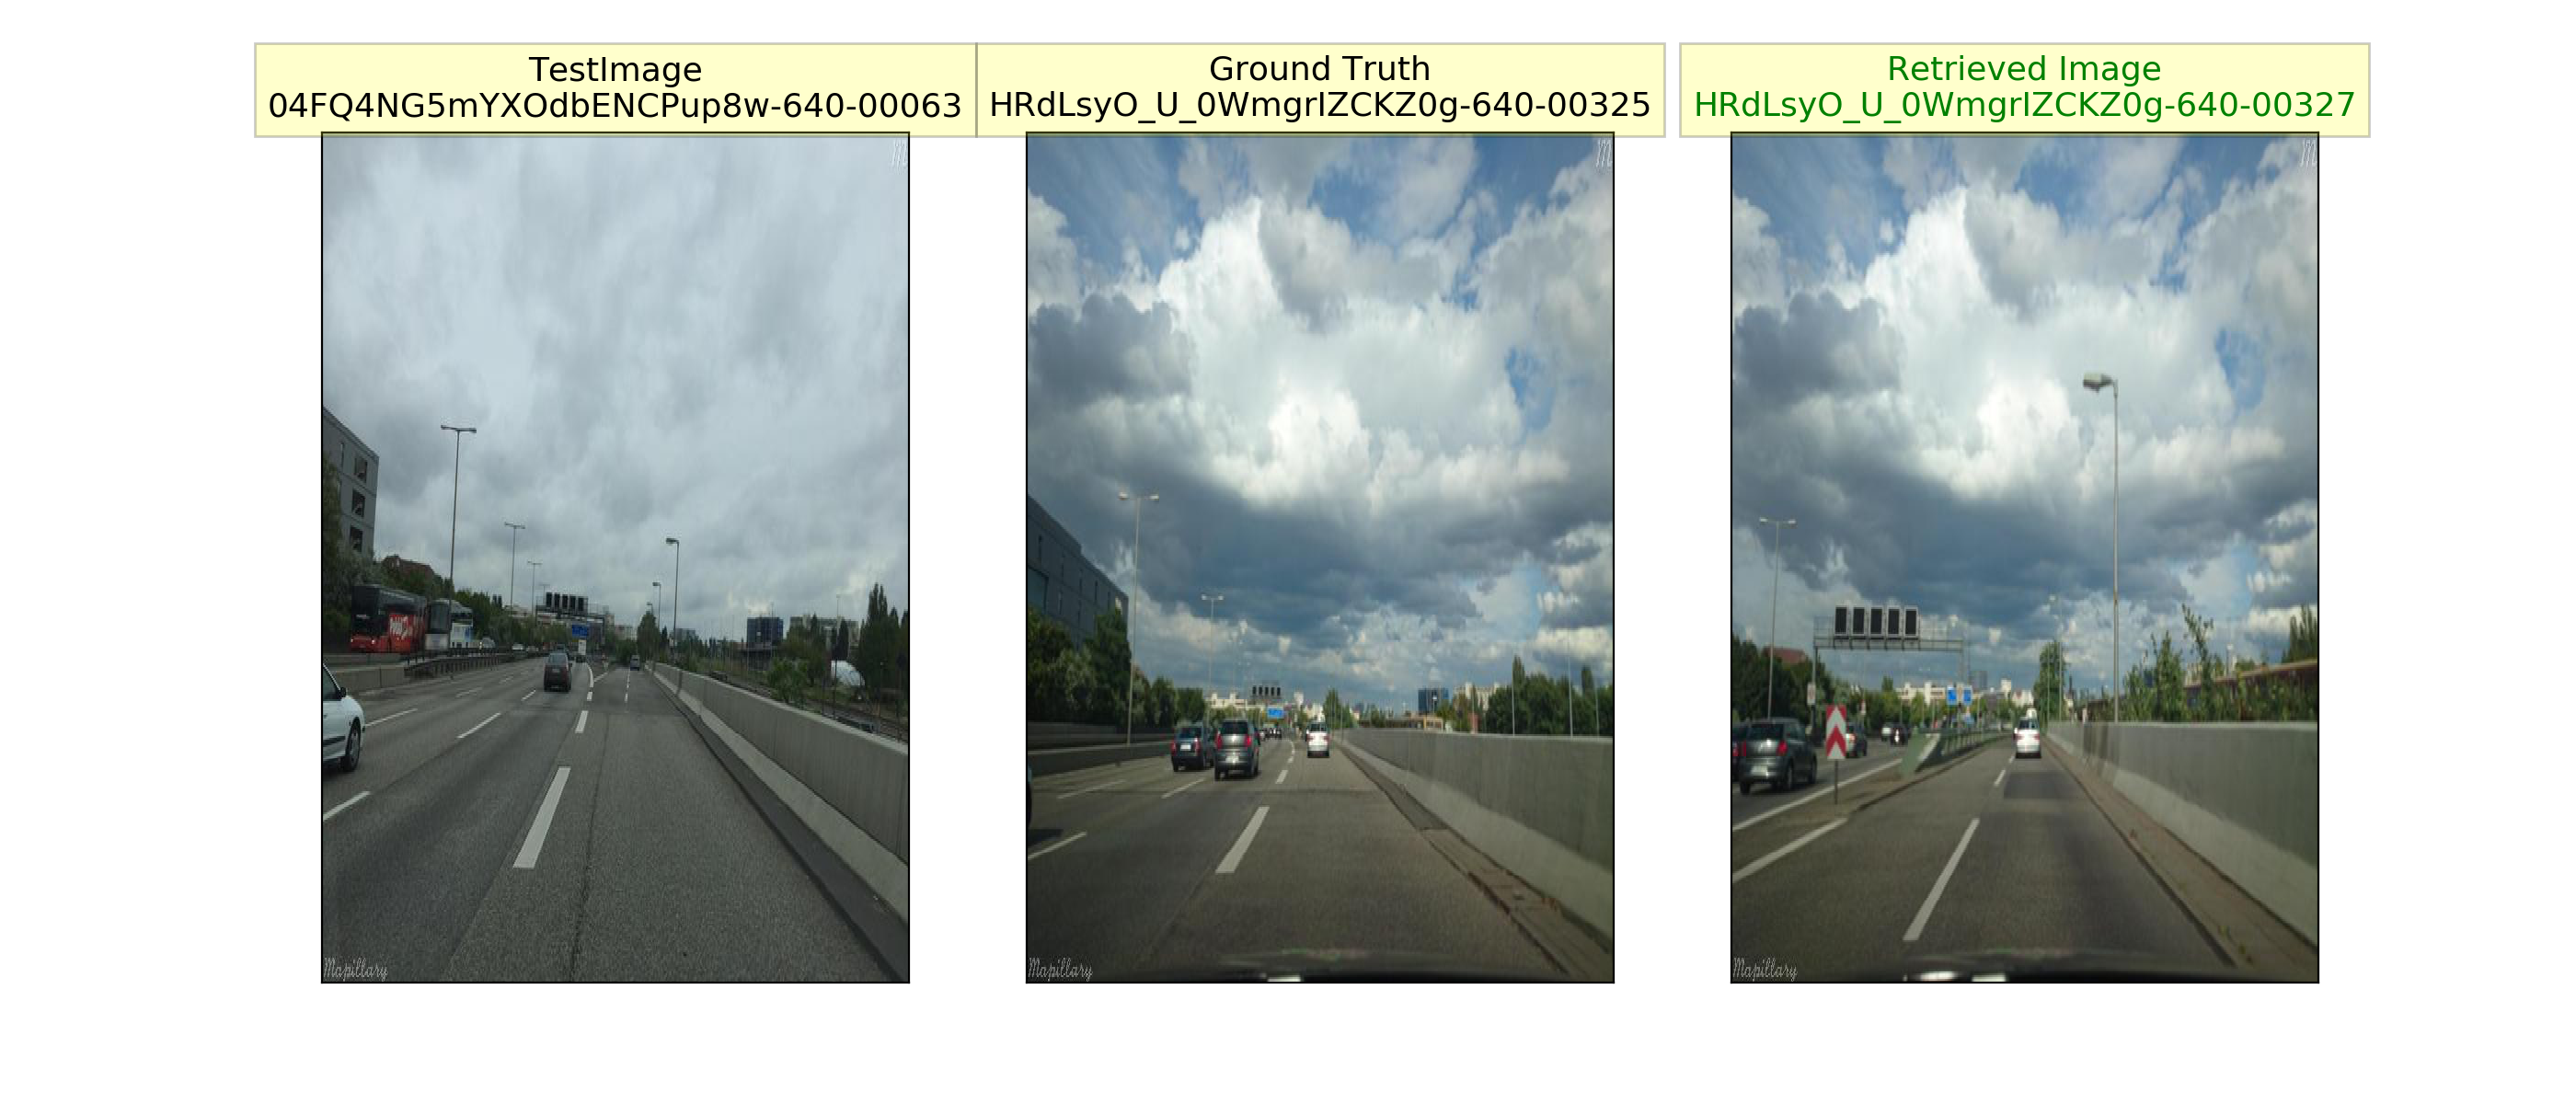 TestImage
04FQ4NG5mYXOdbENCPup8w-640-00063
Ground Truth
HRdLsyO_U_0WmgrIZCKZ0g-640-00325
Retrieved Image
HRdLsyO_U_0WmgrIZCKZ0g-640-00327
M
M
M
Mapillary
Mapillary
Mapillary